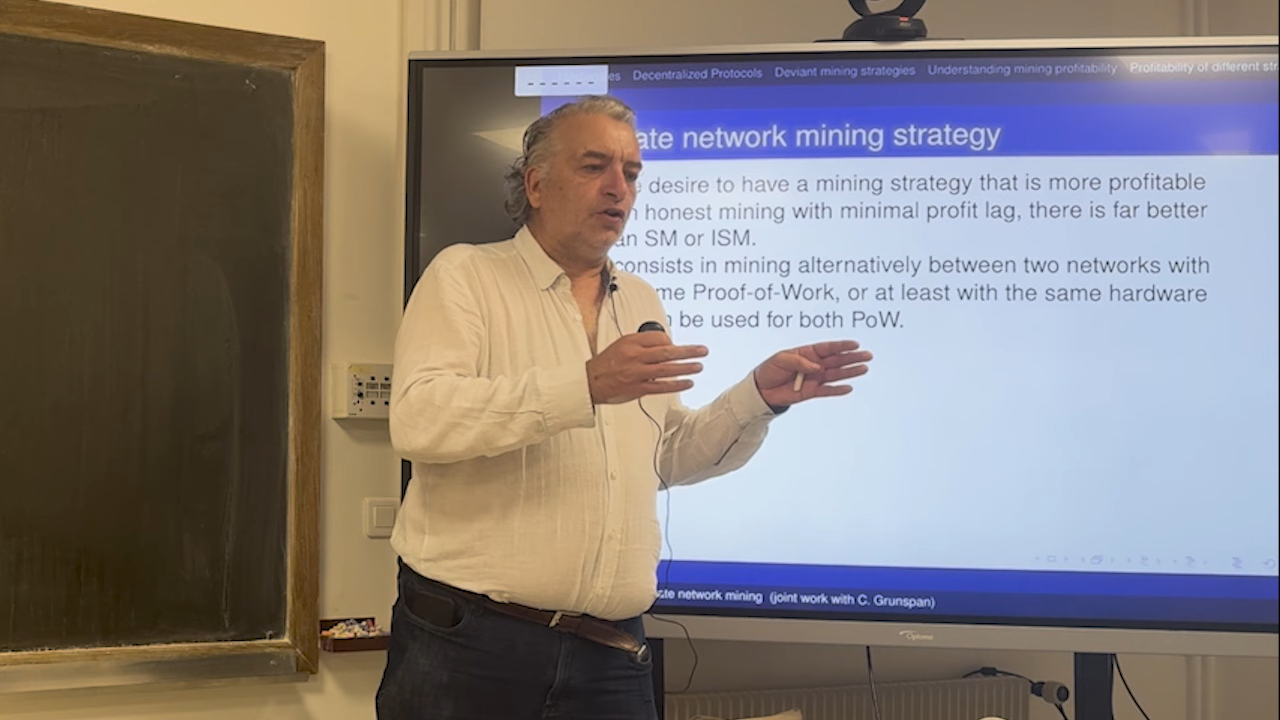 es Decentralized Protocols Deviant mining strategies Understanding mining profitability Profitability of different str
ate network mining strategy
e desire to have a mining strategy that is more profitable
n honest mining with minimal profit lag, there is far better
an SM or ISM.
consists in mining alternatively between two networks with
me Proof-of-Work, or at least with the same hardware
n be used for both PoW.
ate network mining (joint work with C. Grunspan)
Optoma